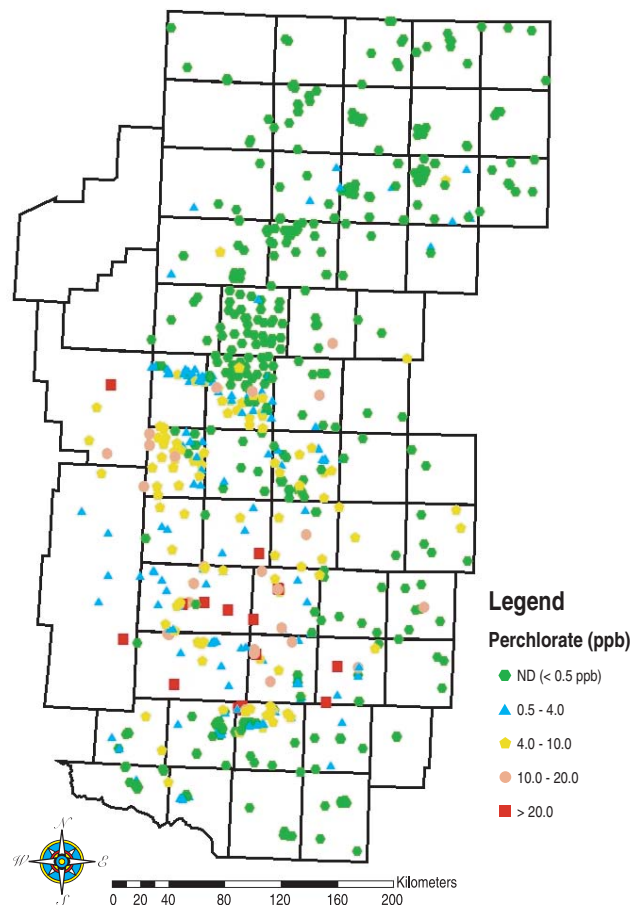 Legend
Perchlorate (ppb)
ND (< 0.5 ppb)
0.5 - 4.0
4.0 - 10.0
10.0 - 20.0
> 20.0
N
W E
S
Kilometers
0 20 40 80 120 160 200